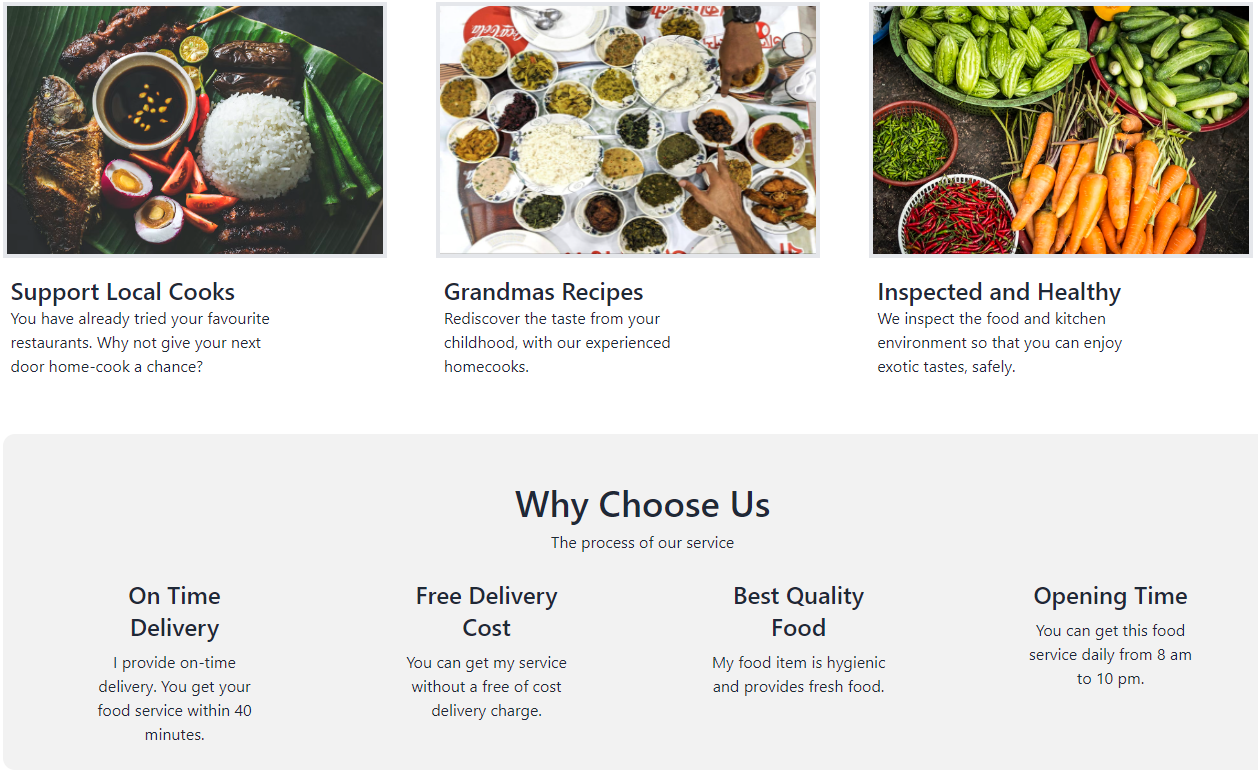 Coca-Cola
Support Local Cooks
You have already tried your favourite
restaurants. Why not give your next
door home-cook a chance?
Grandmas Recipes
Rediscover the taste from your
childhood, with our experienced
homecooks.
Inspected and Healthy
We inspect the food and kitchen
environment so that you can enjoy
exotic tastes, safely.
Why Choose Us
The process of our service
On Time
Delivery
I provide on-time
delivery. You get your
food service within 40
minutes.
Free Delivery
Cost
You can get my service
without a free of cost
delivery charge.
Best Quality
Food
My food item is hygienic
and provides fresh food.
Opening Time
You can get this food
service daily from 8 am
to 10 pm.